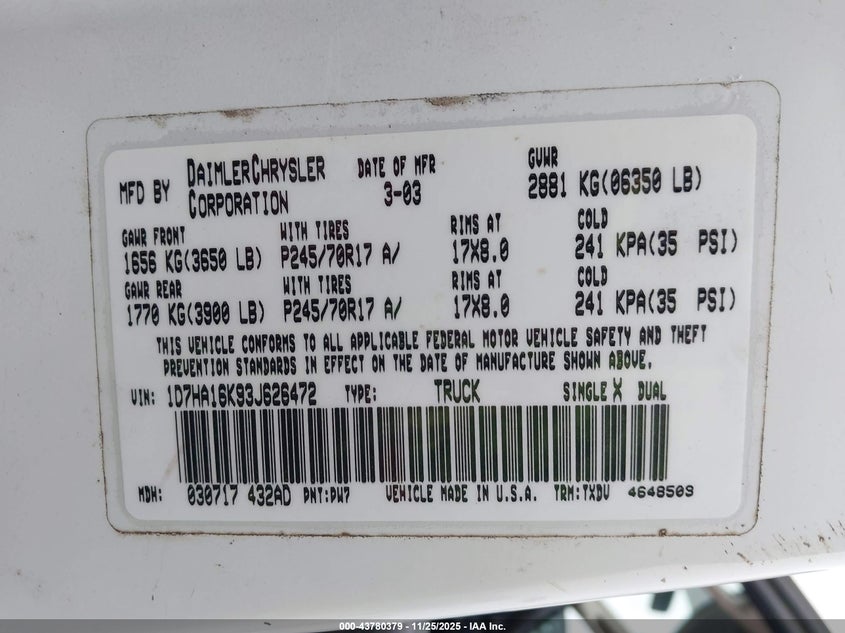 MFD BY DAIMLERCHRYSLER CORPORATION DATE OF MFR 3-03 GVWR 2881 KG(06350 LB)
GAWR FRONT WITH TIRES RIMS AT COLD
1656 KG(3650 LB) P245/70R17 A/ 17X8.0 241 KPA(35 PSI)
GAWR REAR WITH TIRES RIMS AT COLD
1770 KG(3900 LB) P245/70R17 A/ 17X8.0 241 KPA(35 PSI)
THIS VEHICLE CONFORMS TO ALL APPLICABLE FEDERAL MOTOR VEHICLE SAFETY AND THEFT
PREVENTION STANDARDS IN EFFECT ON THE DATE OF MANUFACTURE SHOWN ABOVE.
VIN: 1D7HA16K93J626472 TYPE: TRUCK SINGLE X DUAL
MDH: 030717 432AD PNT:PW7 VEHICLE MADE IN U.S.A. TRM:TXDV 4648509
000-43780379 - 11/25/2025 - IAA Inc.